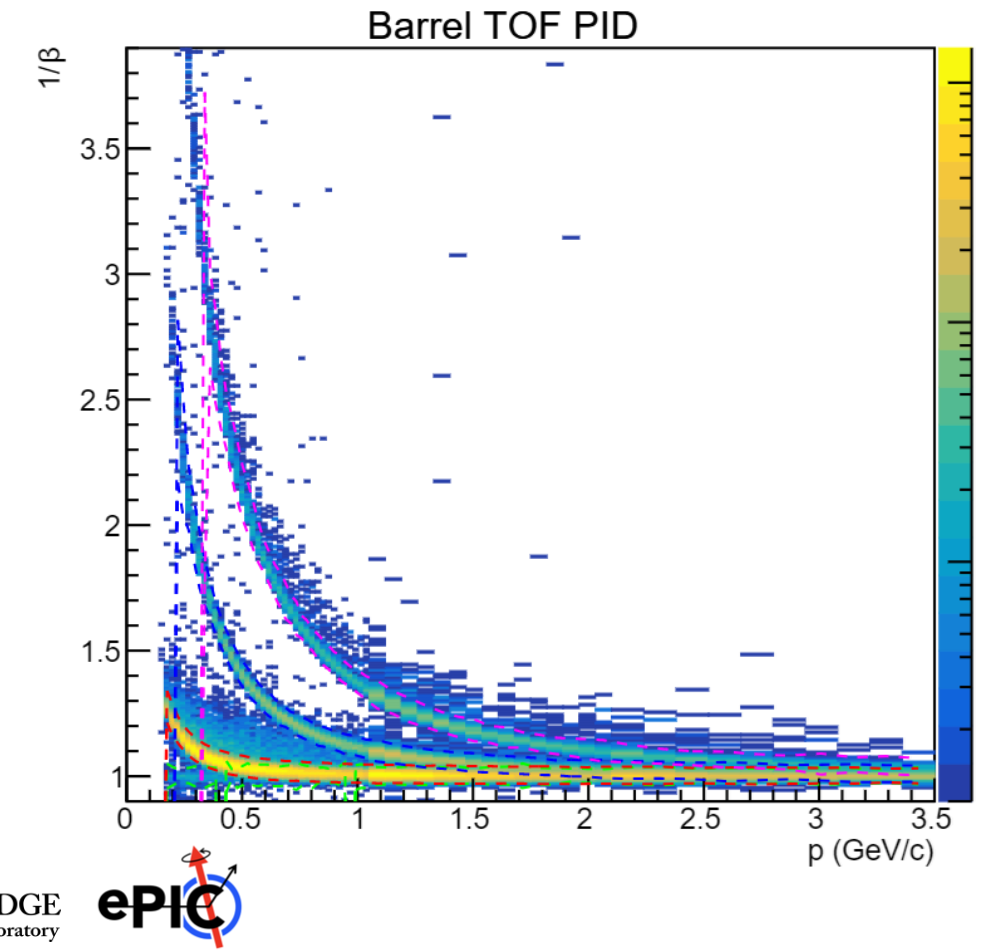 Barrel TOF PID
1/β
3.5
3
2.5
2
1.5
1
0 0.5 1 1.5 2 2.5 3 3.5
p (GeV/c)
ePIC
DGE
oratory